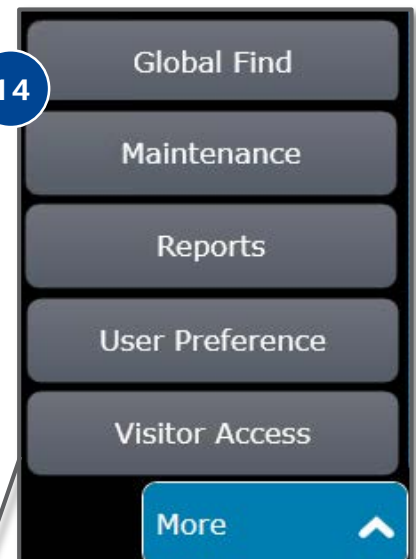 14
Global Find
Maintenance
Reports
User Preference
Visitor Access
More